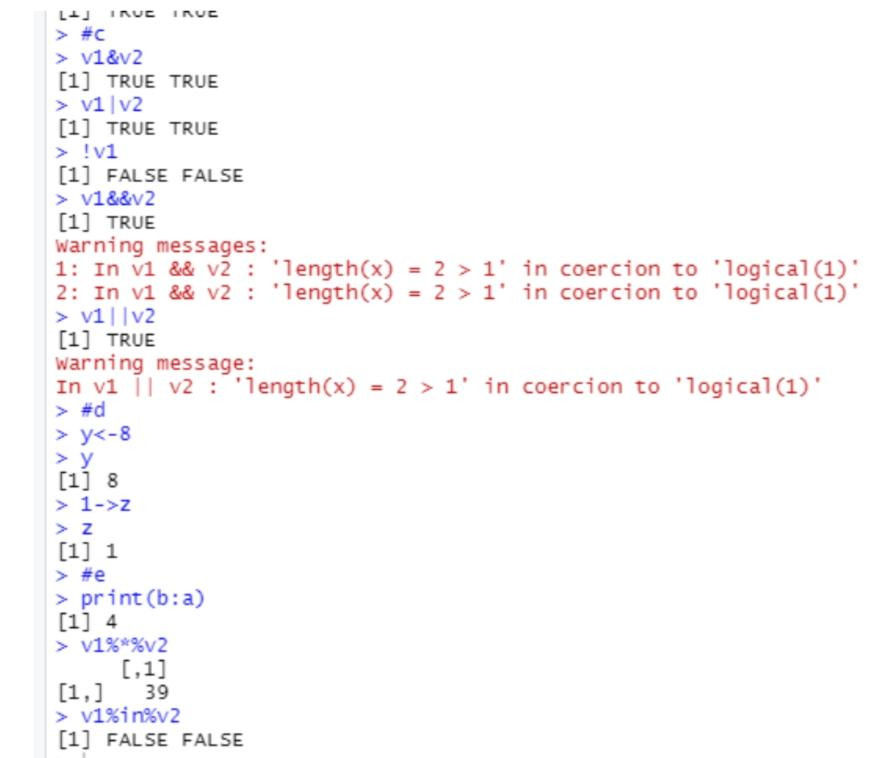 [1] TRUE TRUE
> #c
> v1&v2
[1] TRUE TRUE
> v1|v2
[1] TRUE TRUE
> !v1
[1] FALSE FALSE
> v1&&v2
[1] TRUE
Warning messages:
1: In v1 && v2 : 'length(x) = 2 > 1' in coercion to 'logical(1)'
2: In v1 && v2 : 'length(x) = 2 > 1' in coercion to 'logical(1)'
> v1||v2
[1] TRUE
Warning message:
In v1 || v2 : 'length(x) = 2 > 1' in coercion to 'logical(1)'
> #d
> y<-8
> y
[1] 8
> 1->z
> z
[1] 1
> #e
> print(b:a)
[1] 4
> v1%*%v2
     [,1]
[1,]   39
> v1%in%v2
[1] FALSE FALSE